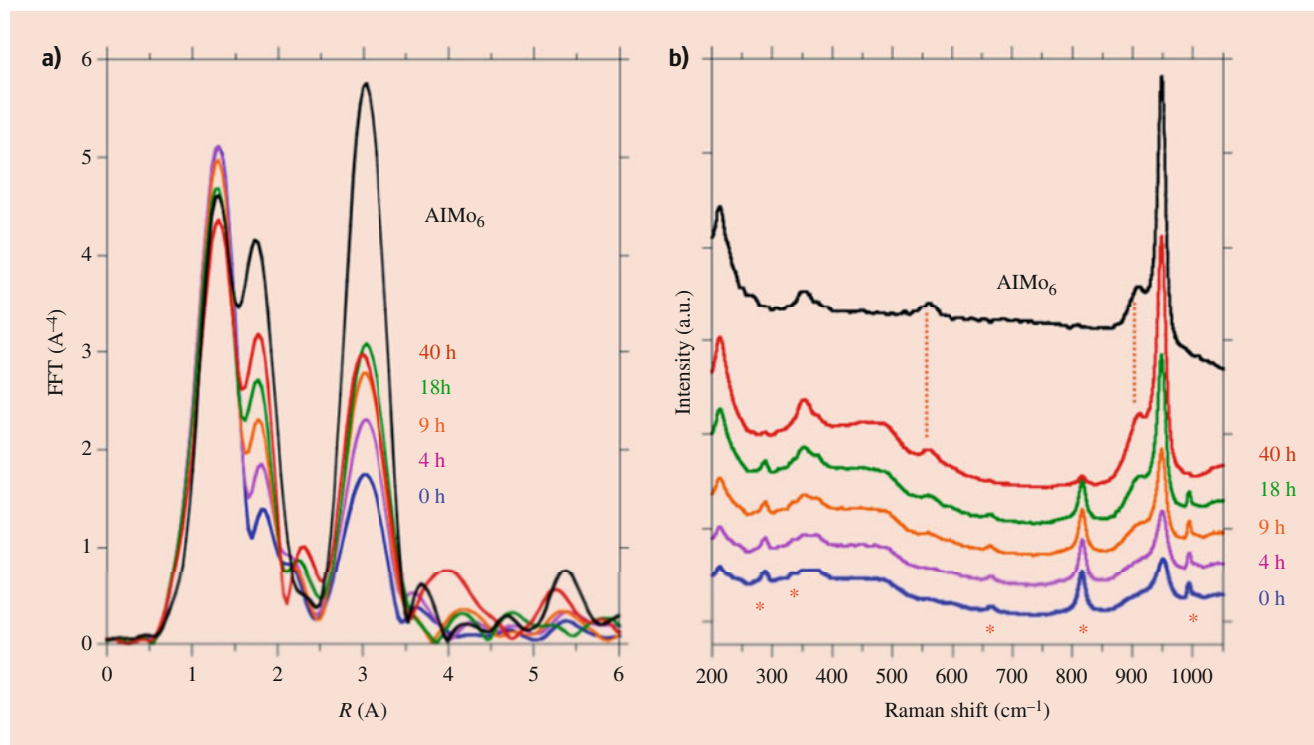 a)
6
5
4
3
2
1
0
FFT (A–4)
AlMo6
40 h
18h
9 h
4 h
0 h
0 1 2 3 4 5 6
R (A)
b)
Intensity (a.u.)
AlMo6
40 h
18 h
9 h
4 h
0 h
* * * * *
200 300 400 500 600 700 800 900 1000
Raman shift (cm–1)